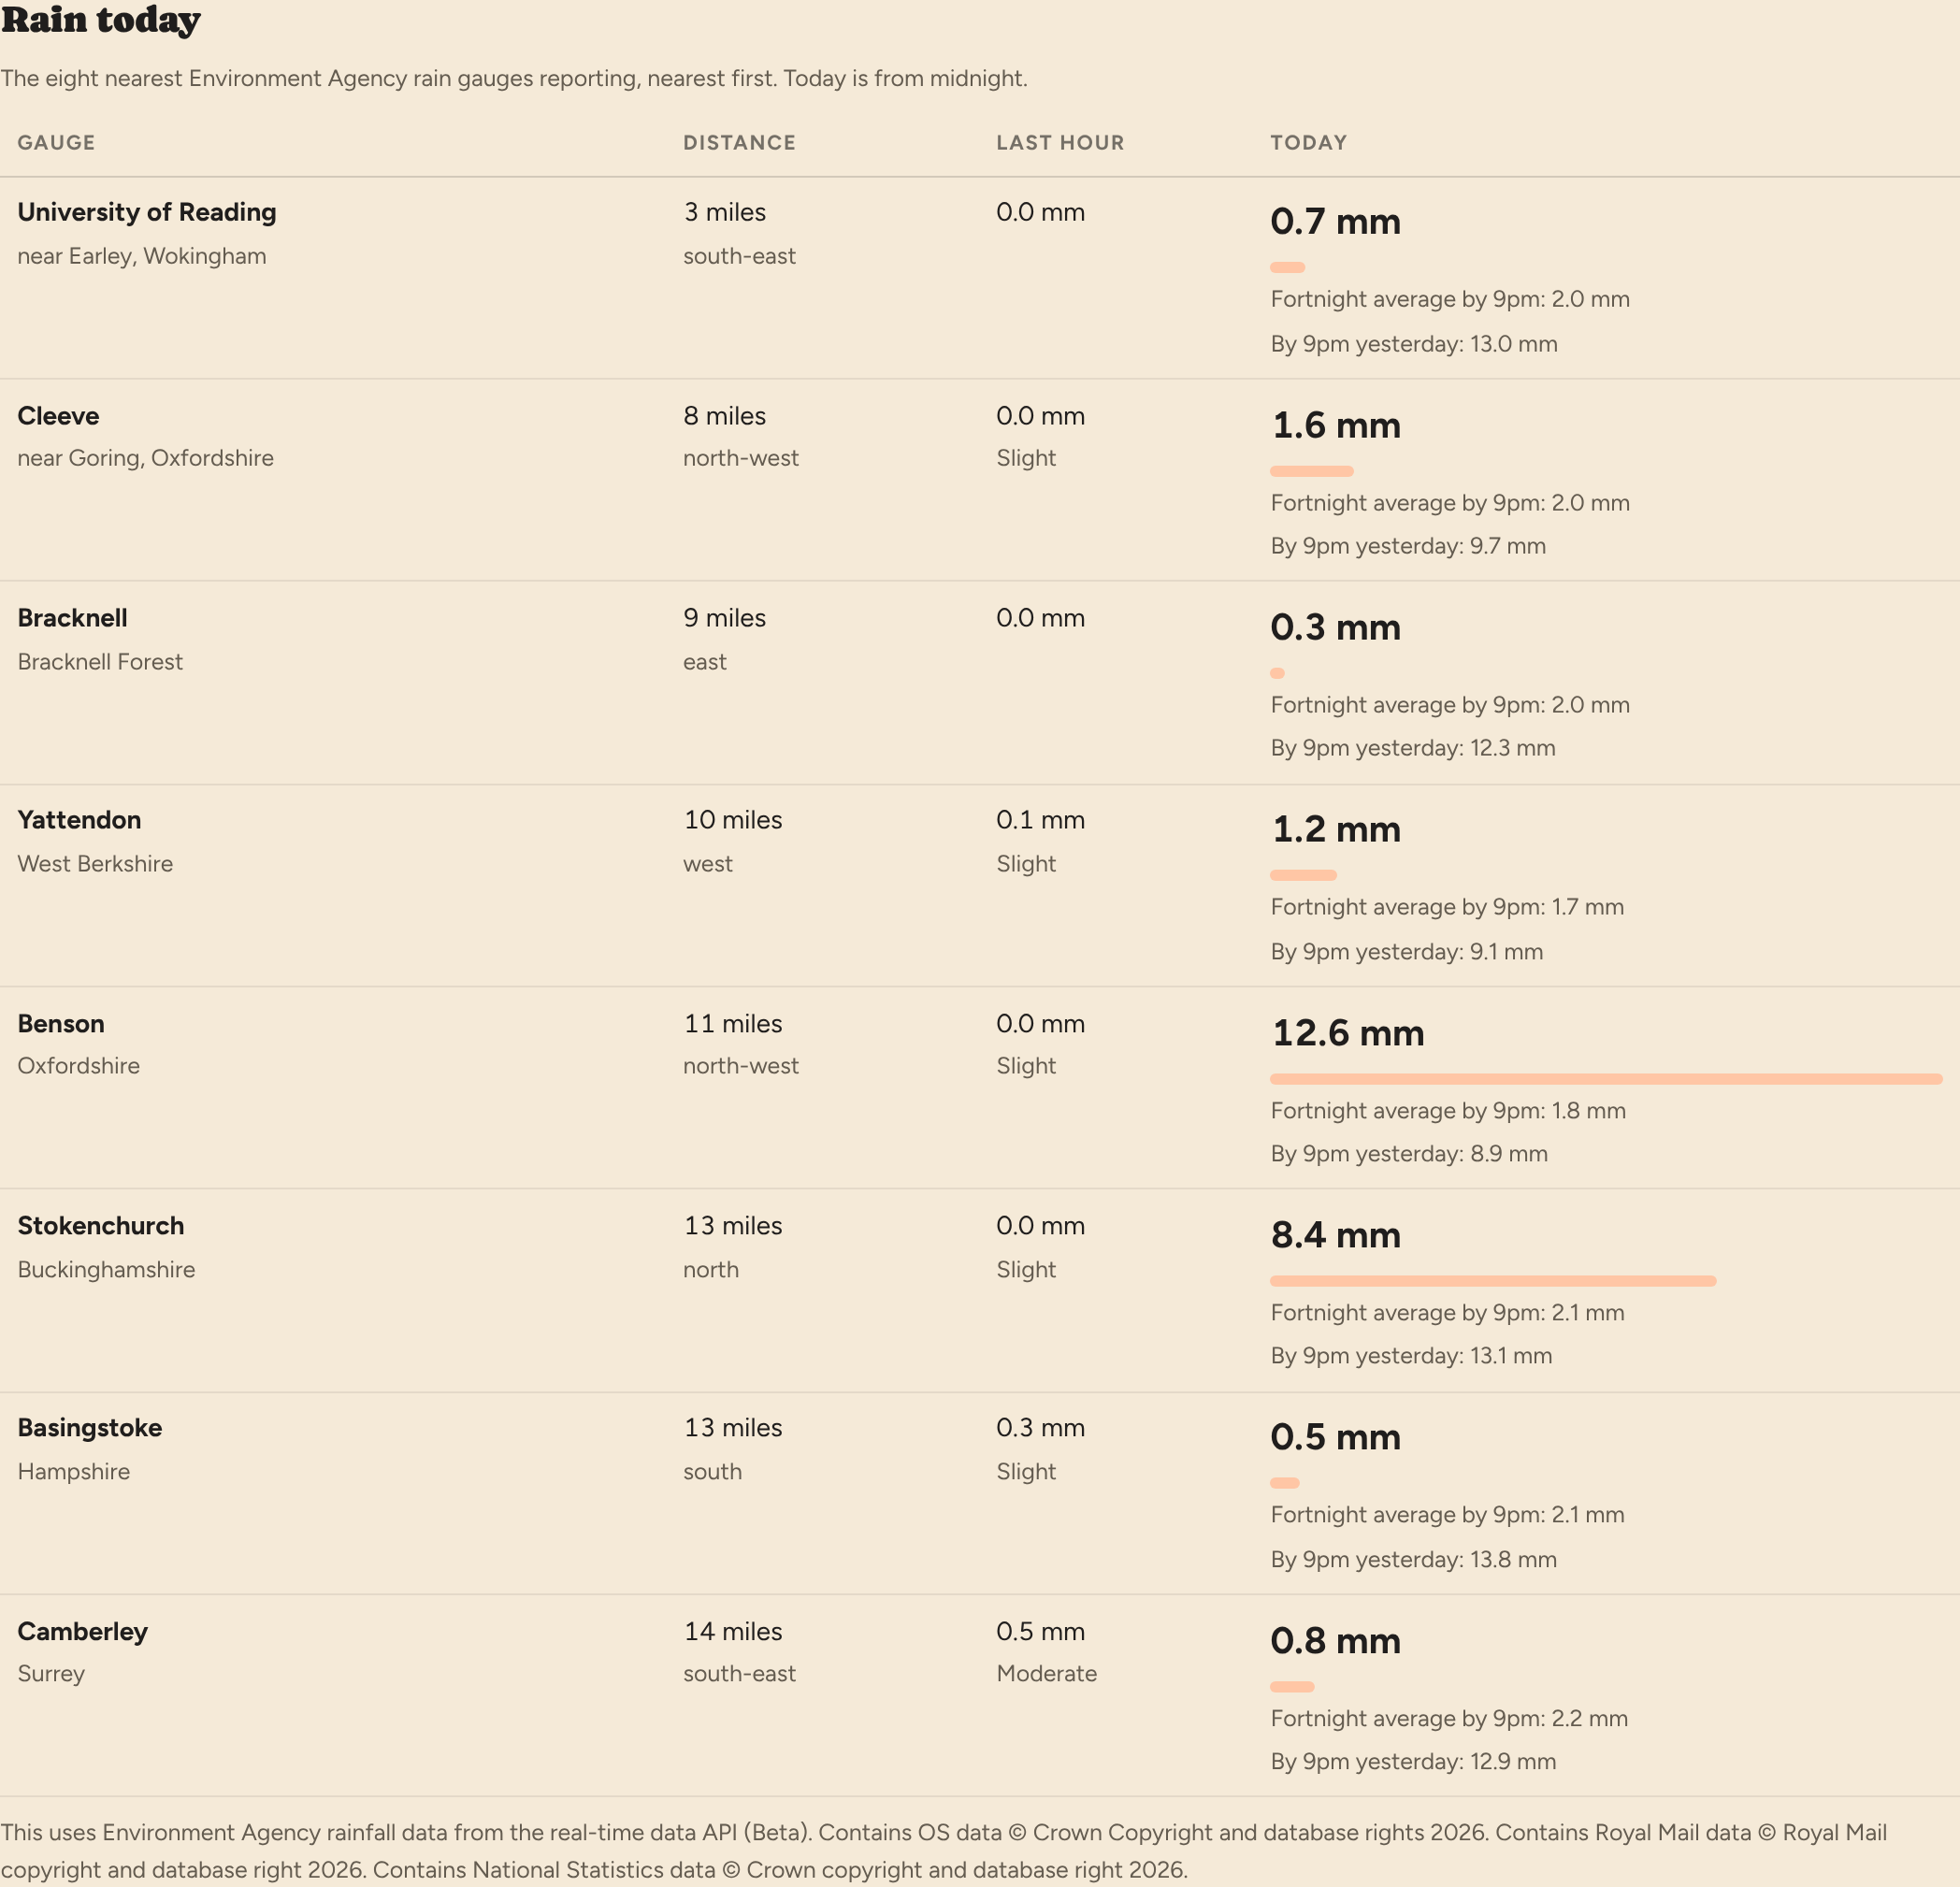 Rain today
The eight nearest Environment Agency rain gauges reporting, nearest first. Today is from midnight.
GAUGE DISTANCE LAST HOUR TODAY
University of Reading 3 miles 0.0 mm 0.7 mm
near Earley, Wokingham south-east
Fortnight average by 9pm: 2.0 mm
By 9pm yesterday: 13.0 mm
Cleeve 8 miles 0.0 mm 1.6 mm
near Goring, Oxfordshire north-west Slight
Fortnight average by 9pm: 2.0 mm
By 9pm yesterday: 9.7 mm
Bracknell 9 miles 0.0 mm 0.3 mm
Bracknell Forest east
Fortnight average by 9pm: 2.0 mm
By 9pm yesterday: 12.3 mm
Yattendon 10 miles 0.1 mm 1.2 mm
West Berkshire west Slight
Fortnight average by 9pm: 1.7 mm
By 9pm yesterday: 9.1 mm
Benson 11 miles 0.0 mm 12.6 mm
Oxfordshire north-west Slight
Fortnight average by 9pm: 1.8 mm
By 9pm yesterday: 8.9 mm
Stokenchurch 13 miles 0.0 mm 8.4 mm
Buckinghamshire north Slight
Fortnight average by 9pm: 2.1 mm
By 9pm yesterday: 13.1 mm
Basingstoke 13 miles 0.3 mm 0.5 mm
Hampshire south Slight
Fortnight average by 9pm: 2.1 mm
By 9pm yesterday: 13.8 mm
Camberley 14 miles 0.5 mm 0.8 mm
Surrey south-east Moderate
Fortnight average by 9pm: 2.2 mm
By 9pm yesterday: 12.9 mm
This uses Environment Agency rainfall data from the real-time data API (Beta). Contains OS data © Crown Copyright and database rights 2026. Contains Royal Mail data © Royal Mail
copyright and database right 2026. Contains National Statistics data © Crown copyright and database right 2026.